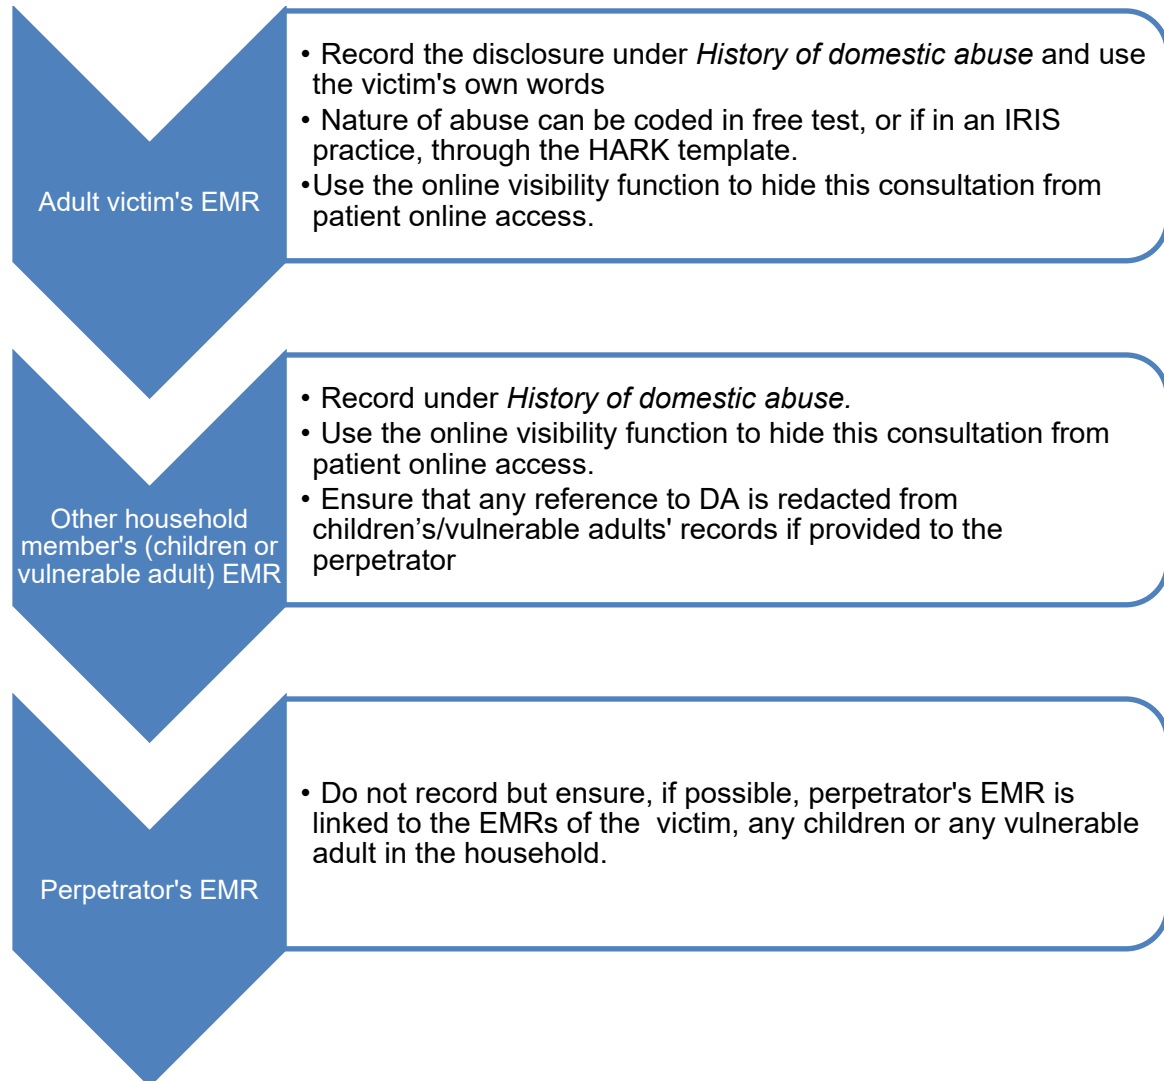 Adult victim's EMR
• Record the disclosure under History of domestic abuse and use
the victim's own words
• Nature of abuse can be coded in free test, or if in an IRIS
practice, through the HARK template.
•Use the online visibility function to hide this consultation from
patient online access.
Other household
member's (children or
vulnerable adult) EMR
• Record under History of domestic abuse.
• Use the online visibility function to hide this consultation from
patient online access.
• Ensure that any reference to DA is redacted from
children’s/vulnerable adults' records if provided to the
perpetrator
Perpetrator's EMR
• Do not record but ensure, if possible, perpetrator's EMR is
linked to the EMRs of the victim, any children or any vulnerable
adult in the household.